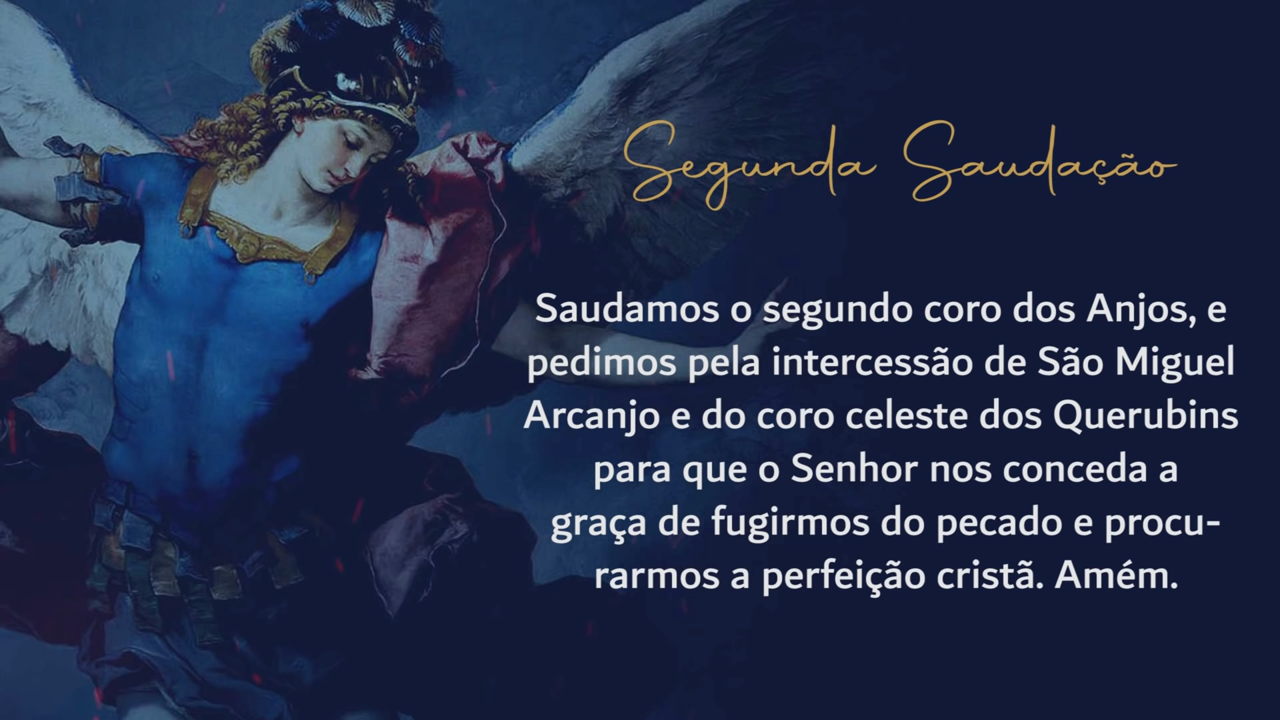 Segunda Saudação
Saudamos o segundo coro dos Anjos, e
pedimos pela intercessão de São Miguel
Arcanjo e do coro celeste dos Querubins
para que o Senhor nos conceda a
graça de fugirmos do pecado e procu-
rarmos a perfeição cristã. Amém.